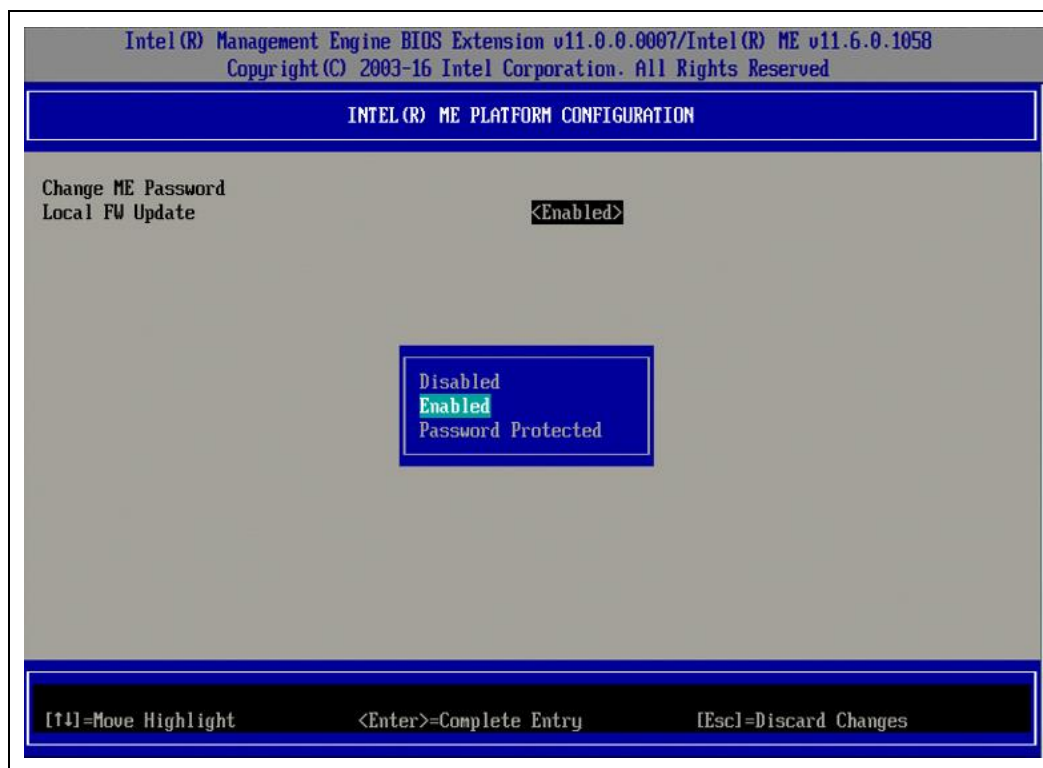 Intel(R) Management Engine BIOS Extension v11.0.0.0007/Intel(R) ME v11.6.0.1058
Copyright(C) 2003-16 Intel Corporation. All Rights Reserved
INTEL(R) ME PLATFORM CONFIGURATION
Change ME Password
Local FW Update <Enabled>
Disabled
Enabled
Password Protected
[↑↓]=Move Highlight <Enter>=Complete Entry [Esc]=Discard Changes